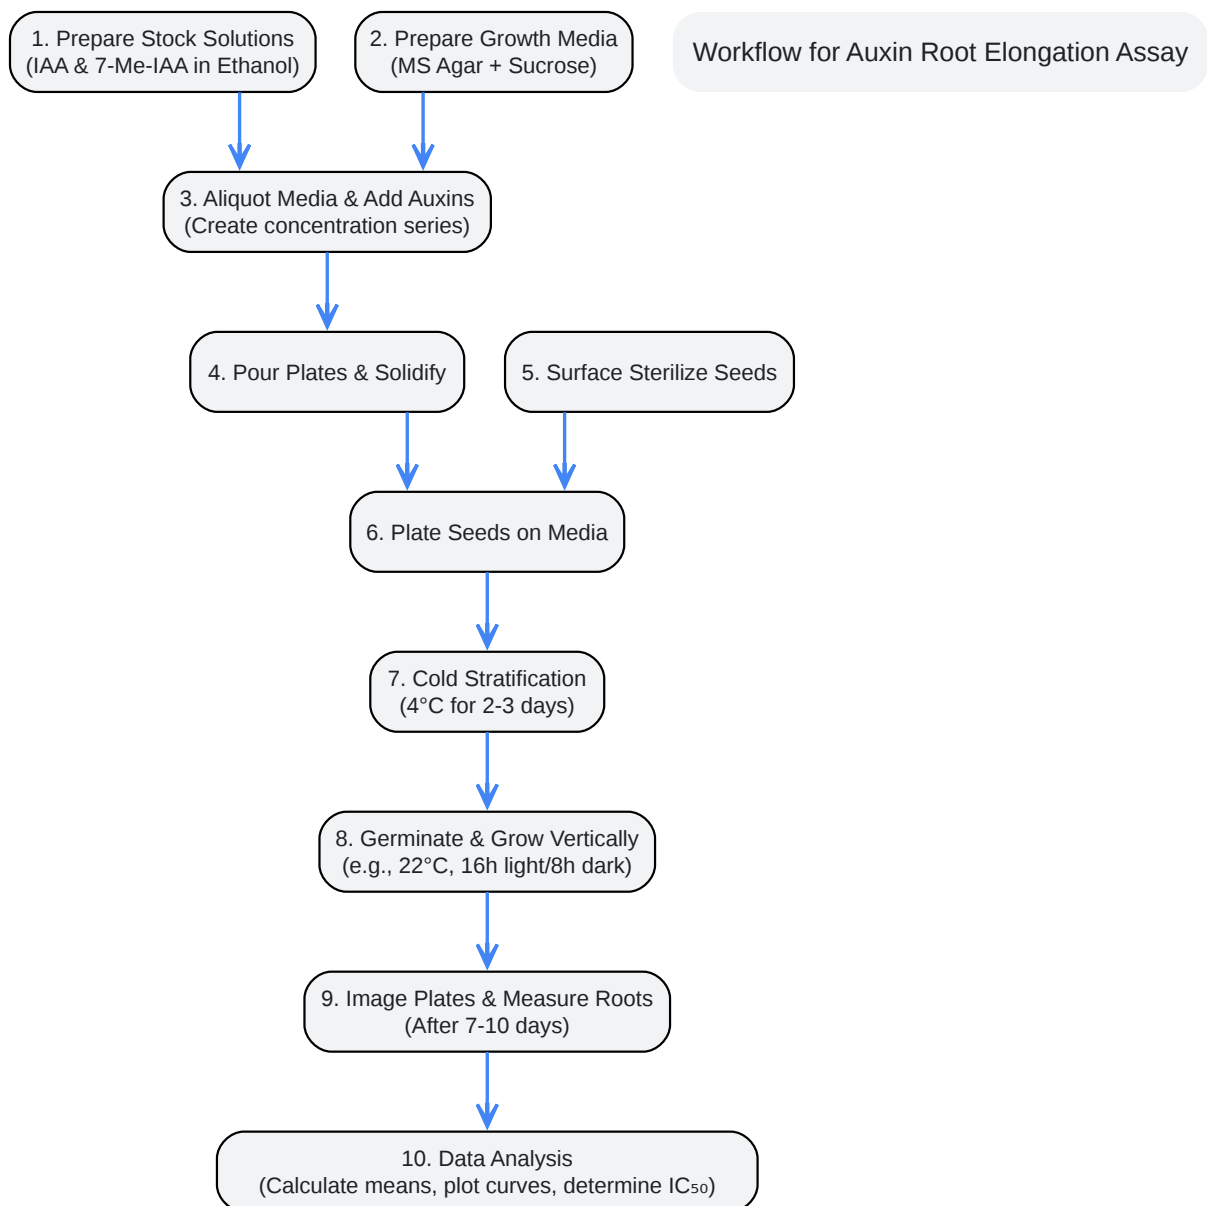 1. Prepare Stock Solutions
(IAA & 7-Me-IAA in Ethanol)
2. Prepare Growth Media
(MS Agar + Sucrose)
Workflow for Auxin Root Elongation Assay
3. Aliquot Media & Add Auxins
(Create concentration series)
4. Pour Plates & Solidify
5. Surface Sterilize Seeds
6. Plate Seeds on Media
7. Cold Stratification
(4°C for 2-3 days)
8. Germinate & Grow Vertically
(e.g., 22°C, 16h light/8h dark)
9. Image Plates & Measure Roots
(After 7-10 days)
10. Data Analysis
(Calculate means, plot curves, determine IC₅₀)